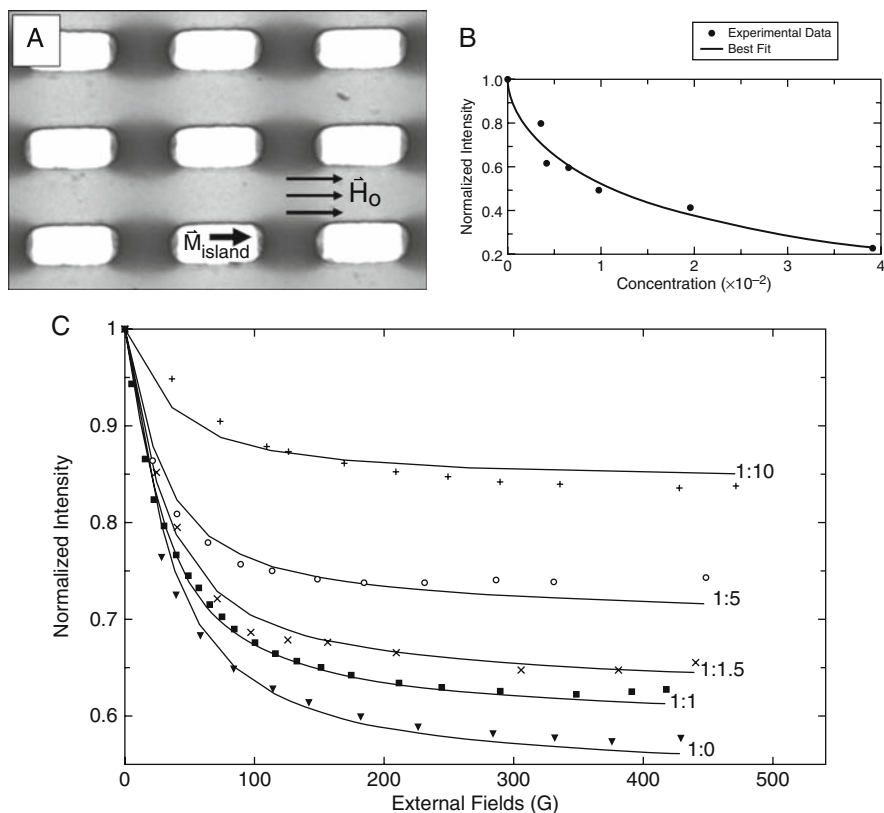 A
H⃗o
M⃗island
B
Experimental Data
Best Fit
Normalized Intensity
1.0
0.8
0.6
0.4
0.2
0
1
2
3
4
Concentration (×10⁻²)
C
Normalized Intensity
1
0.9
0.8
0.7
0.6
1:10
1:5
1:1.5
1:1
1:0
0
100
200
300
400
500
External Fields (G)